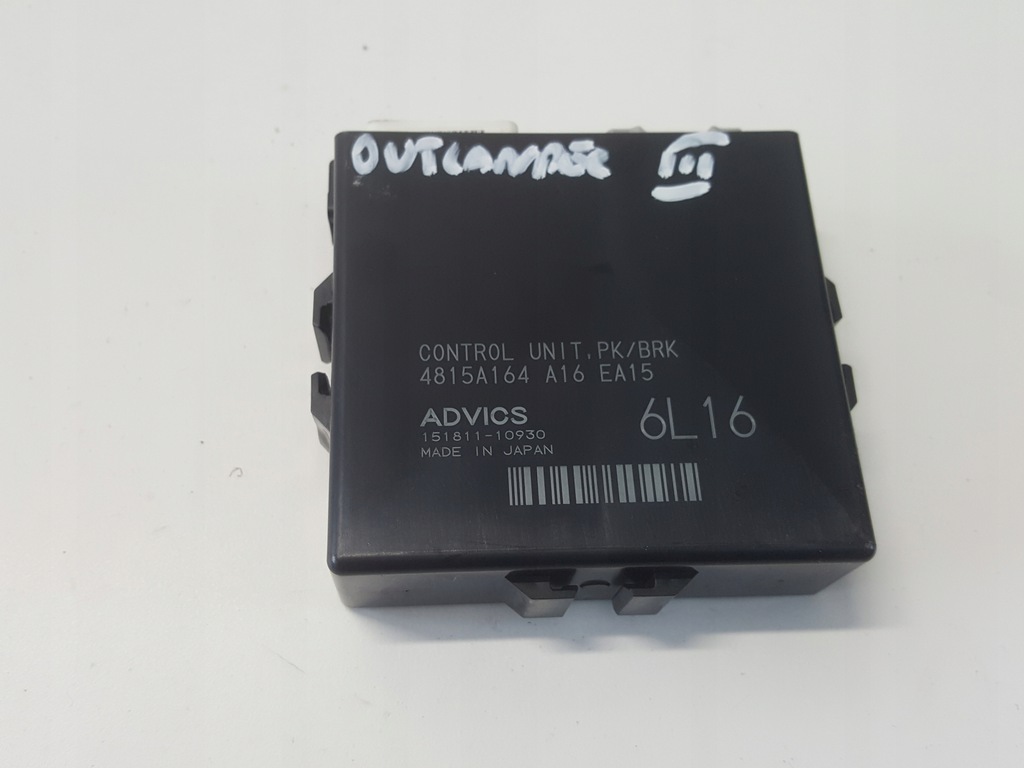 OUTLANDER III
CONTROL UNIT, PK/BRK
4815A164 A16 EA15
ADVICS
6L16
151811-10930
MADE IN JAPAN